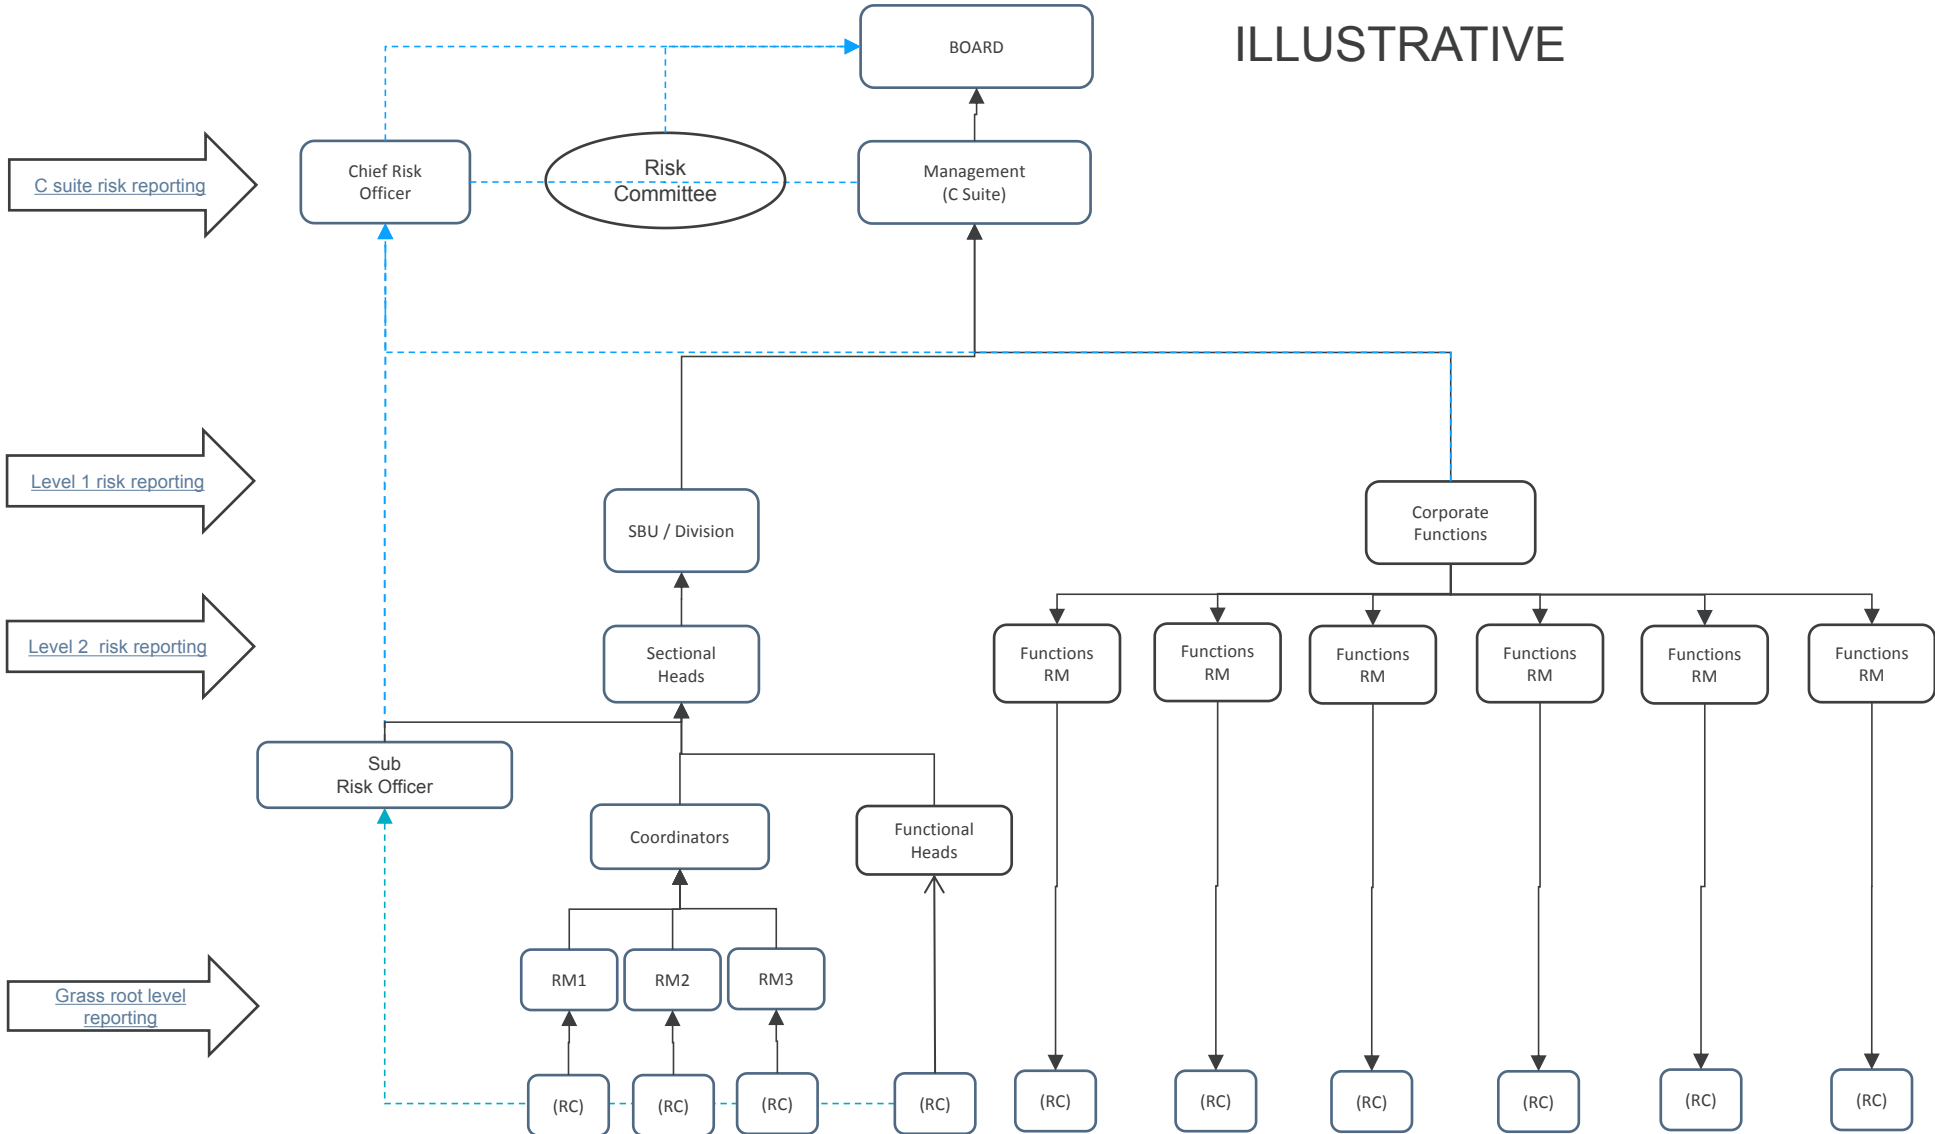 ILLUSTRATIVE
BOARD
C suite risk reporting
Chief Risk
Officer
Risk
Committee
Management
(C Suite)
Level 1 risk reporting
SBU / Division
Corporate
Functions
Level 2  risk reporting
Sectional
Heads
Functions
RM
Functions
RM
Functions
RM
Functions
RM
Functions
RM
Functions
RM
Sub
Risk Officer
Coordinators
Functional
Heads
Grass root level
reporting
RM1
RM2
RM3
(RC)
(RC)
(RC)
(RC)
(RC)
(RC)
(RC)
(RC)
(RC)
(RC)